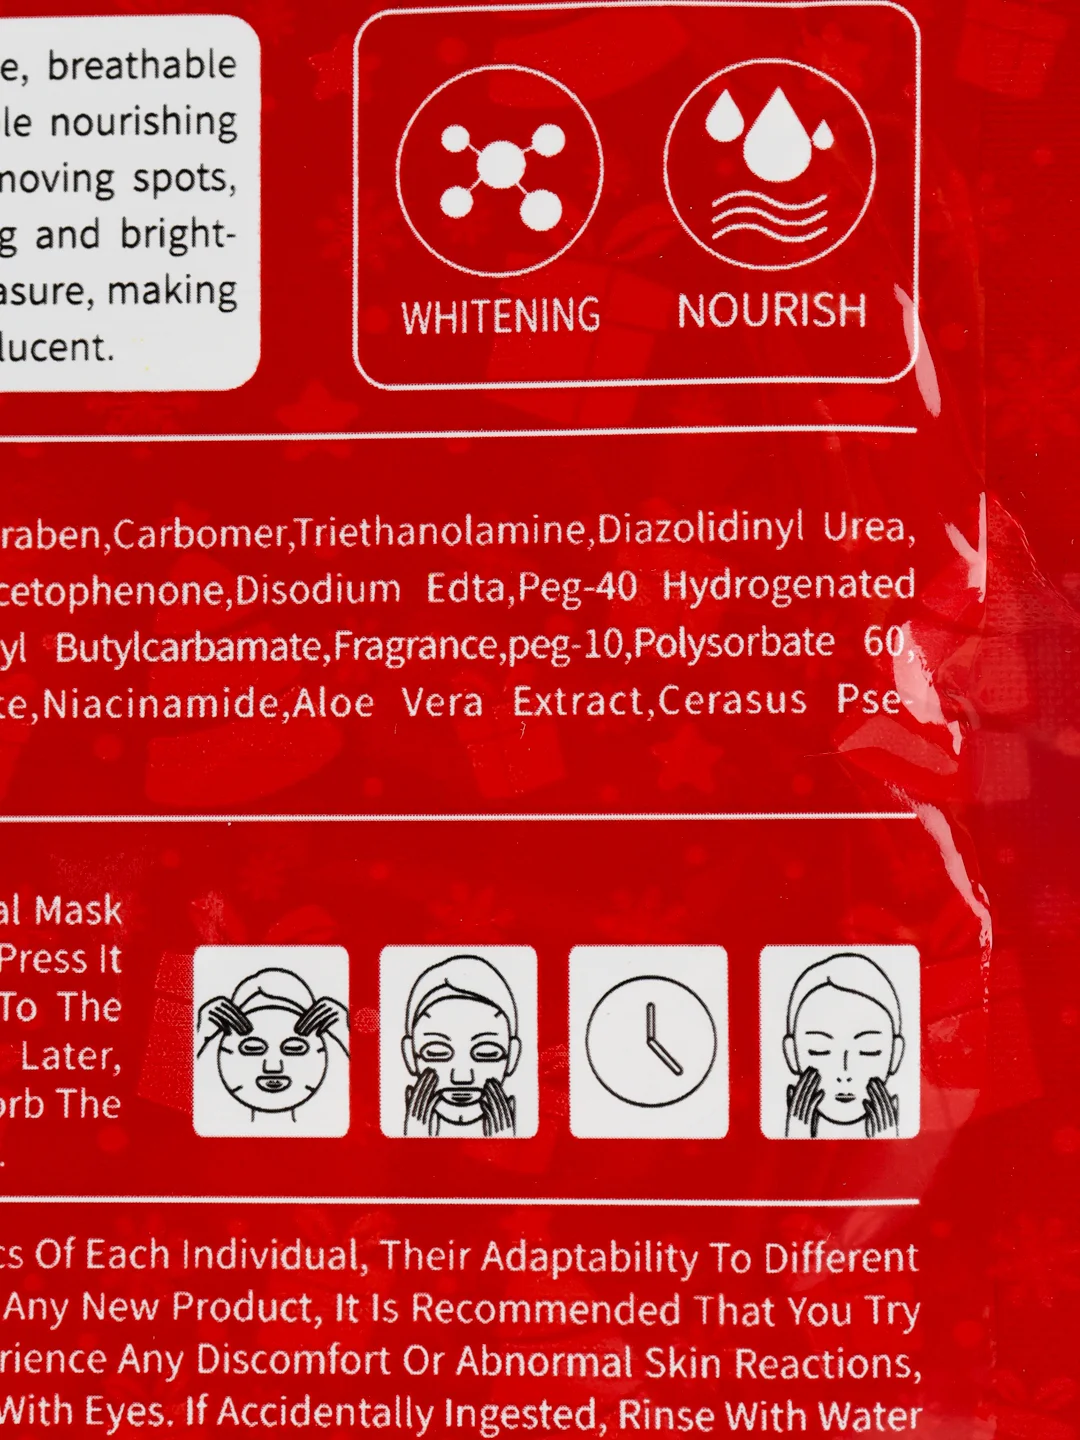 e, breathable
le nourishing
moving spots,
g and bright-
asure, making
lucent.
WHITENING
NOURISH
raben,Carbomer,Triethanolamine,Diazolidinyl Urea,
cetophenone,Disodium Edta,Peg-40 Hydrogenated
yl Butylcarbamate,Fragrance,peg-10,Polysorbate 60,
te,Niacinamide,Aloe Vera Extract,Cerasus Pse-
al Mask
Press It
To The
Later,
orb The
.
cs Of Each Individual, Their Adaptability To Different
Any New Product, It Is Recommended That You Try
rience Any Discomfort Or Abnormal Skin Reactions,
With Eyes. If Accidentally Ingested, Rinse With Water